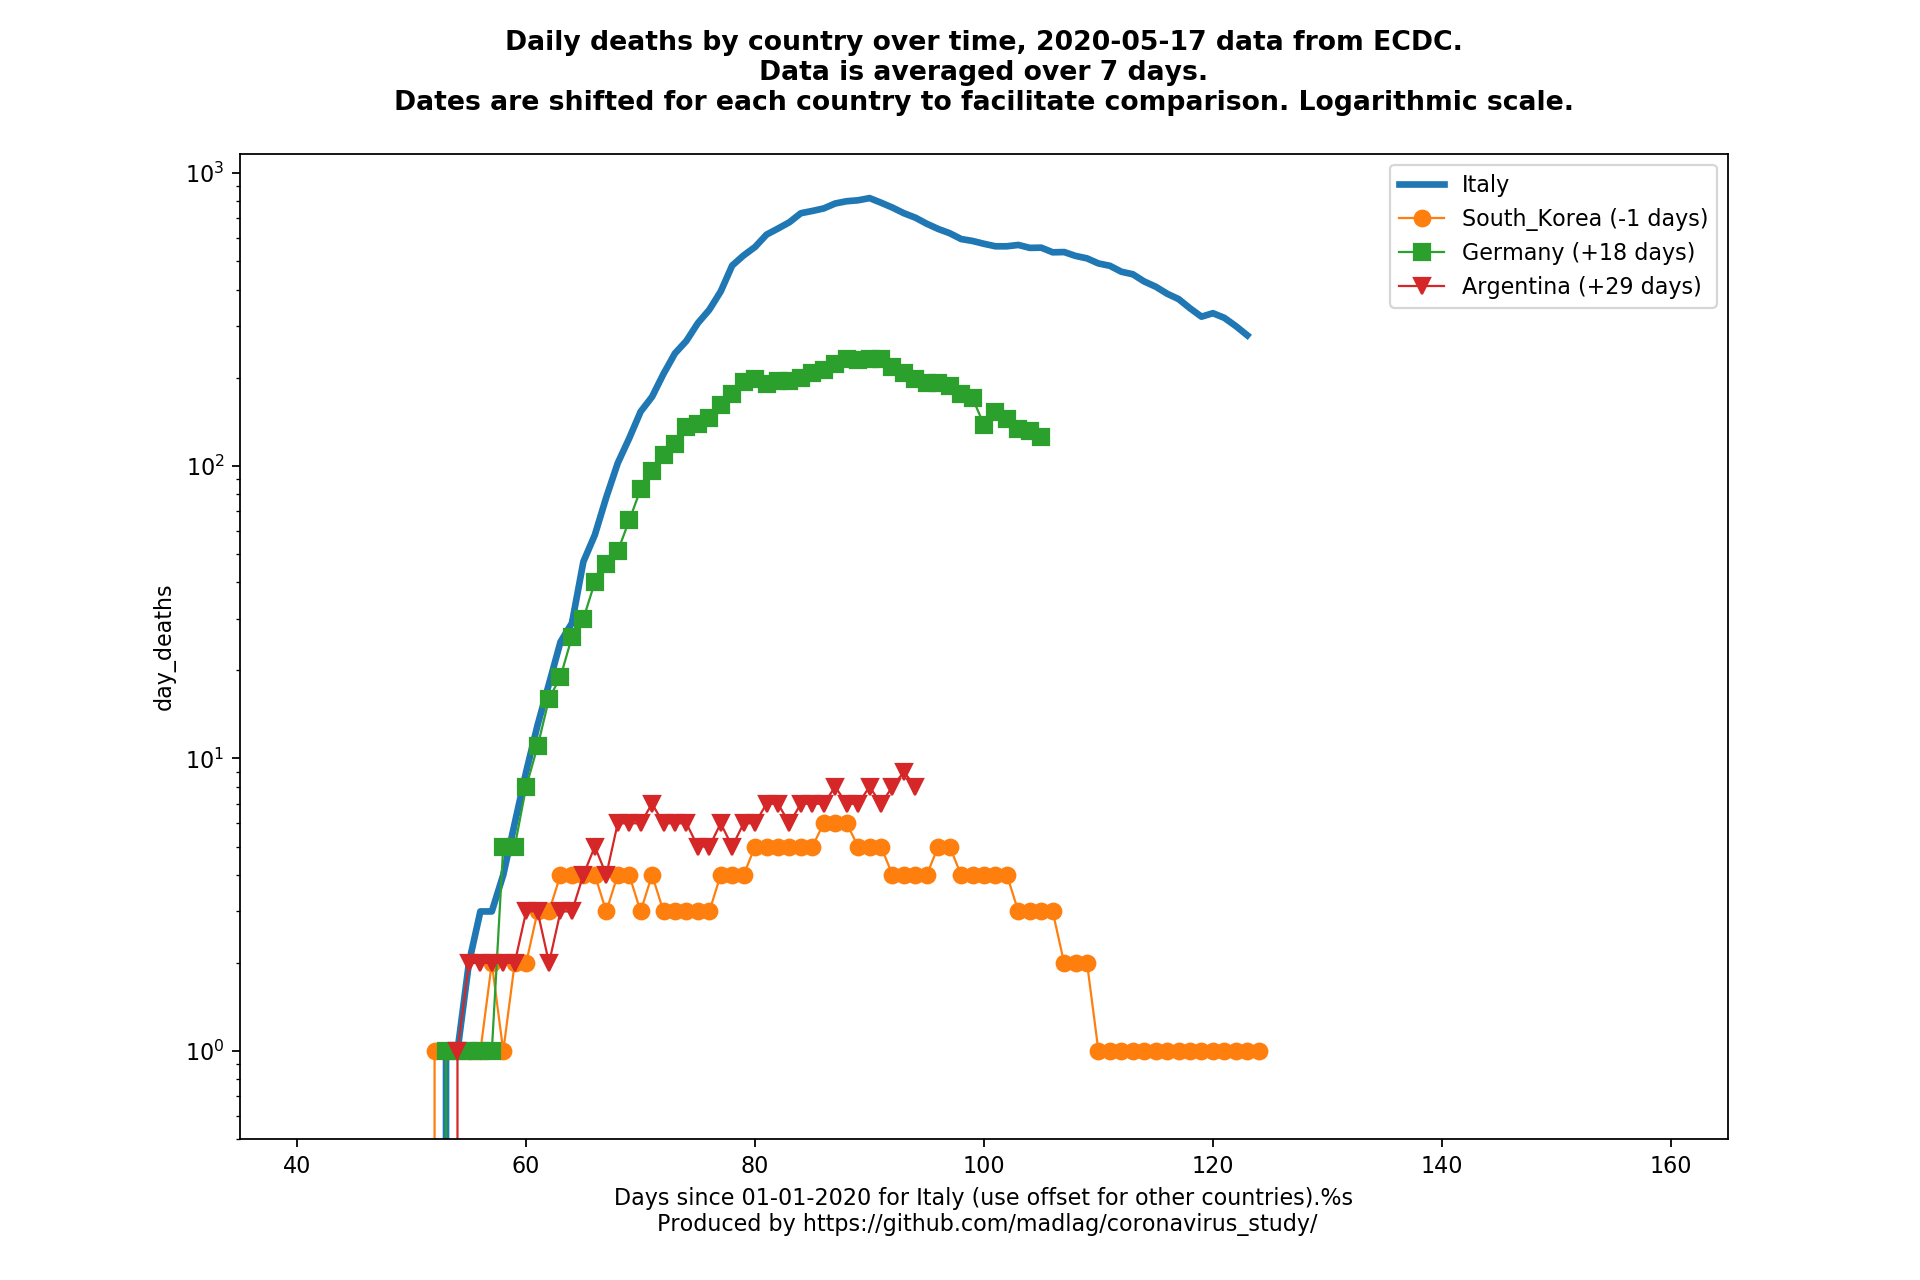 Daily deaths by country over time, 2020-05-17 data from ECDC.
Data is averaged over 7 days.
Dates are shifted for each country to facilitate comparison. Logarithmic scale.
10³
10²
10¹
10⁰
day_deaths
Italy
South_Korea (-1 days)
Germany (+18 days)
Argentina (+29 days)
40 60 80 100 120 140 160
Days since 01-01-2020 for Italy (use offset for other countries).%s
Produced by https://github.com/madlag/coronavirus_study/